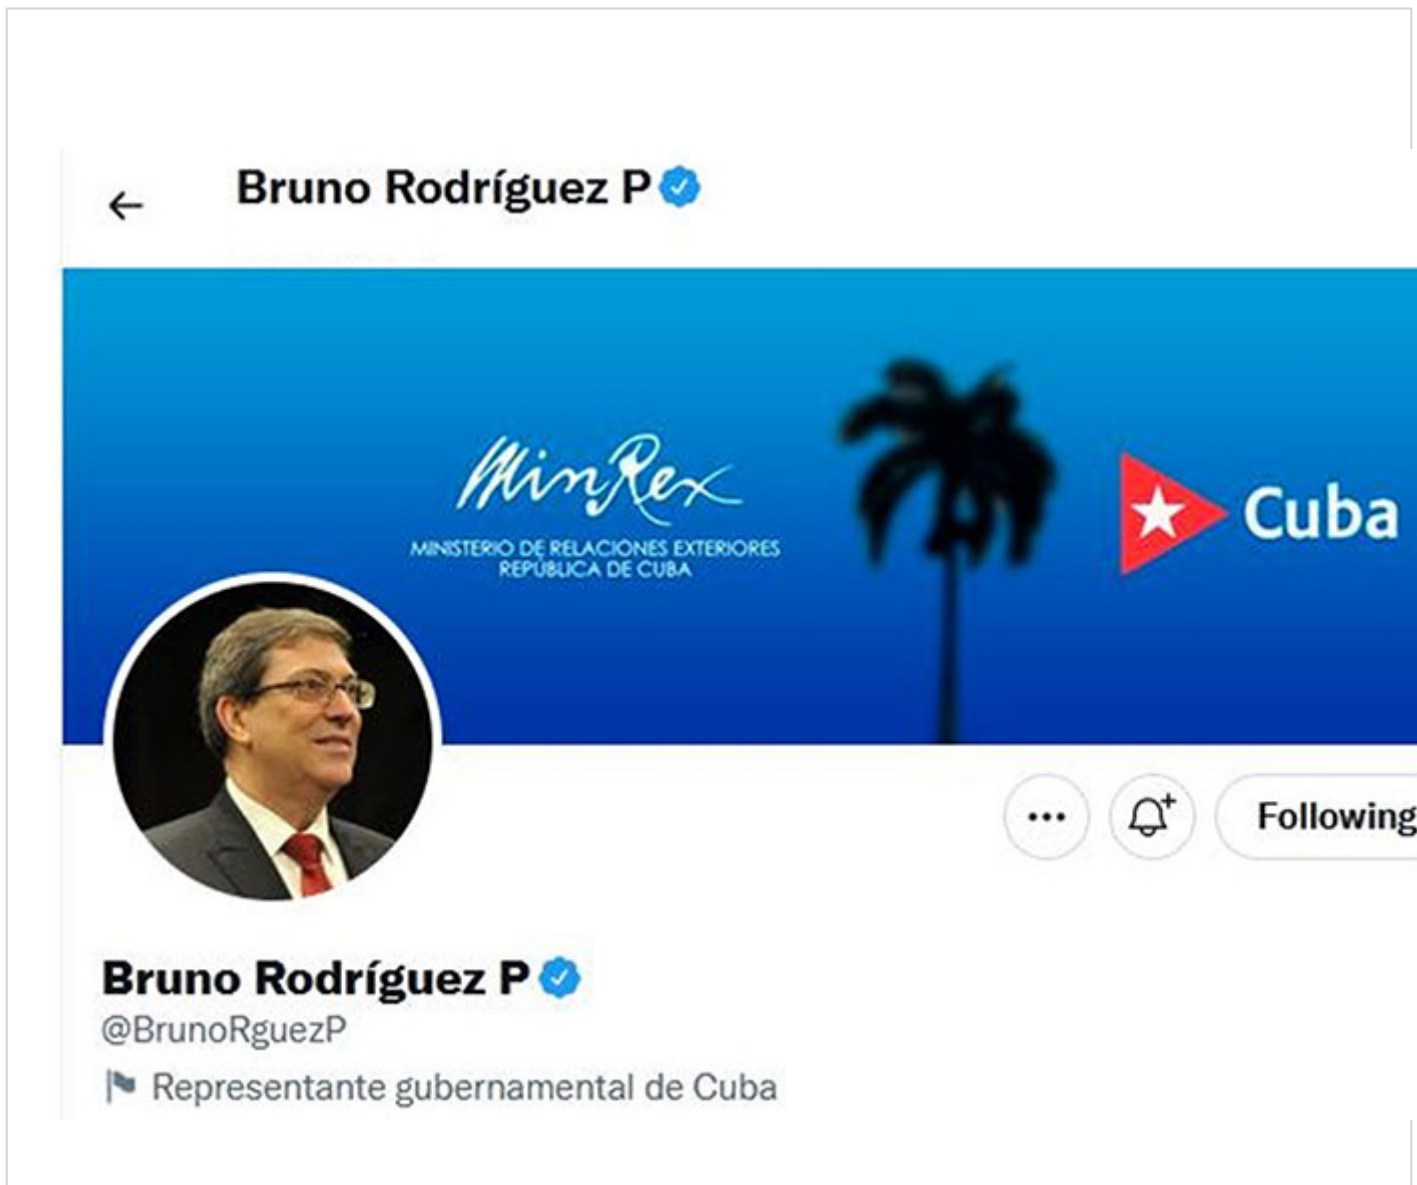 Bruno Rodríguez P
MinRex
MINISTERIO DE RELACIONES EXTERIORES
REPÚBLICA DE CUBA
Cuba
Following
Bruno Rodríguez P
@BrunoRguezP
Representante gubernamental de Cuba